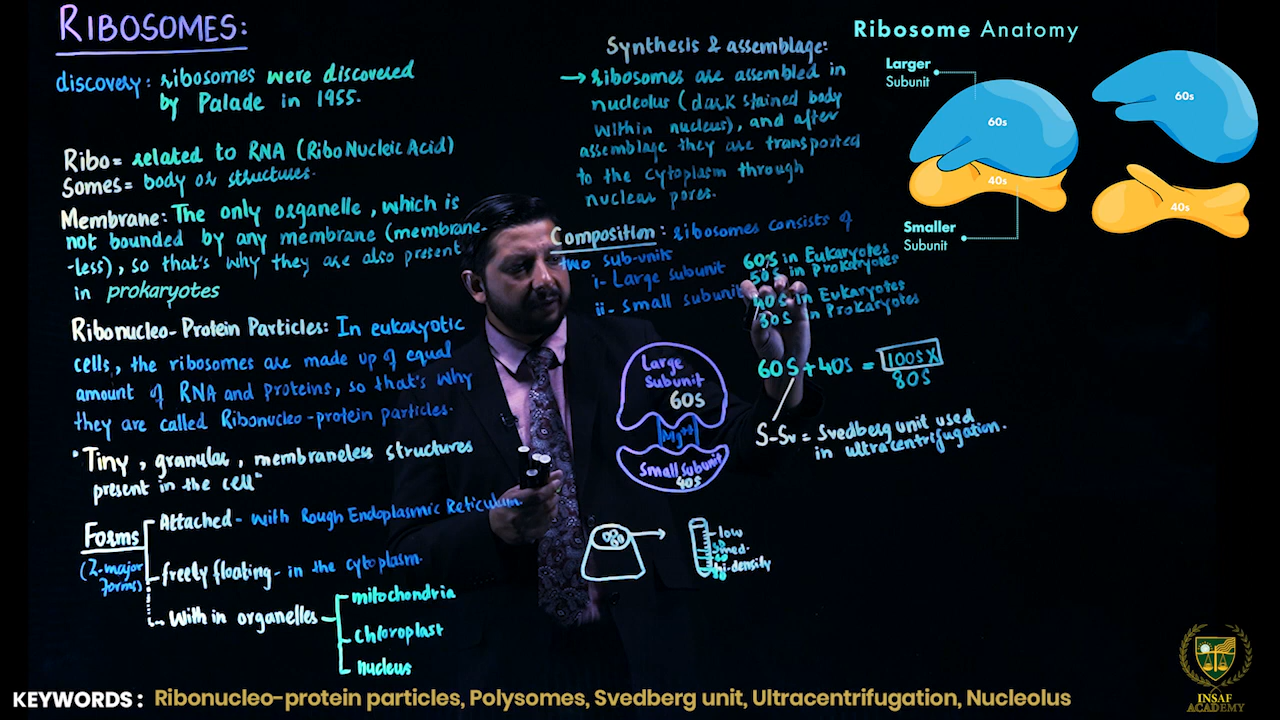 RIBOSOMES:
discovery: ribosomes were discovered
by Palade in 1955.
Ribo = related to RNA (Ribo Nucleic Acid)
Somes = body or structures.
Membrane: The only organelle, which is
not bounded by any membrane (membrane-
-less), so that's why they are also present
in prokaryotes
Ribonucleo-Protein Particles: In eukaryotic
cells, the ribosomes are made up of equal
amount of RNA and proteins, so that's why
they are called Ribonucleo-protein particles.
"Tiny, granular, membraneless structures
present in the cell"
Forms
(2-major
forms)
Attached - with Rough Endoplasmic Reticulum.
freely floating - in the cytoplasm.
With in organelles
mitochondria
chloroplast
nucleus
Synthesis & assemblage:
→ ribosomes are assembled in
nucleolus (dark stained body
within nucleus), and after
assemblage they are transported
to the cytoplasm through
nuclear pores.
Composition: ribosomes consists of
two sub-units
i- Large subunit
60S in Eukaryotes
50S in Prokaryotes
ii- Small subunit
40S in Eukaryotes
30S in Prokaryotes
60S + 40S = 100S X
80S
S-Sv = Svedberg unit used
in ultracentrifugation.
Large
Subunit
60S
Mg++
Small subunit
40S
low
med.
hi-density
Ribosome Anatomy
Larger
Subunit
60s
40s
Smaller
Subunit
60s
40s
INSAF
ACADEMY
KEYWORDS: Ribonucleo-protein particles, Polysomes, Svedberg unit, Ultracentrifugation, Nucleolus